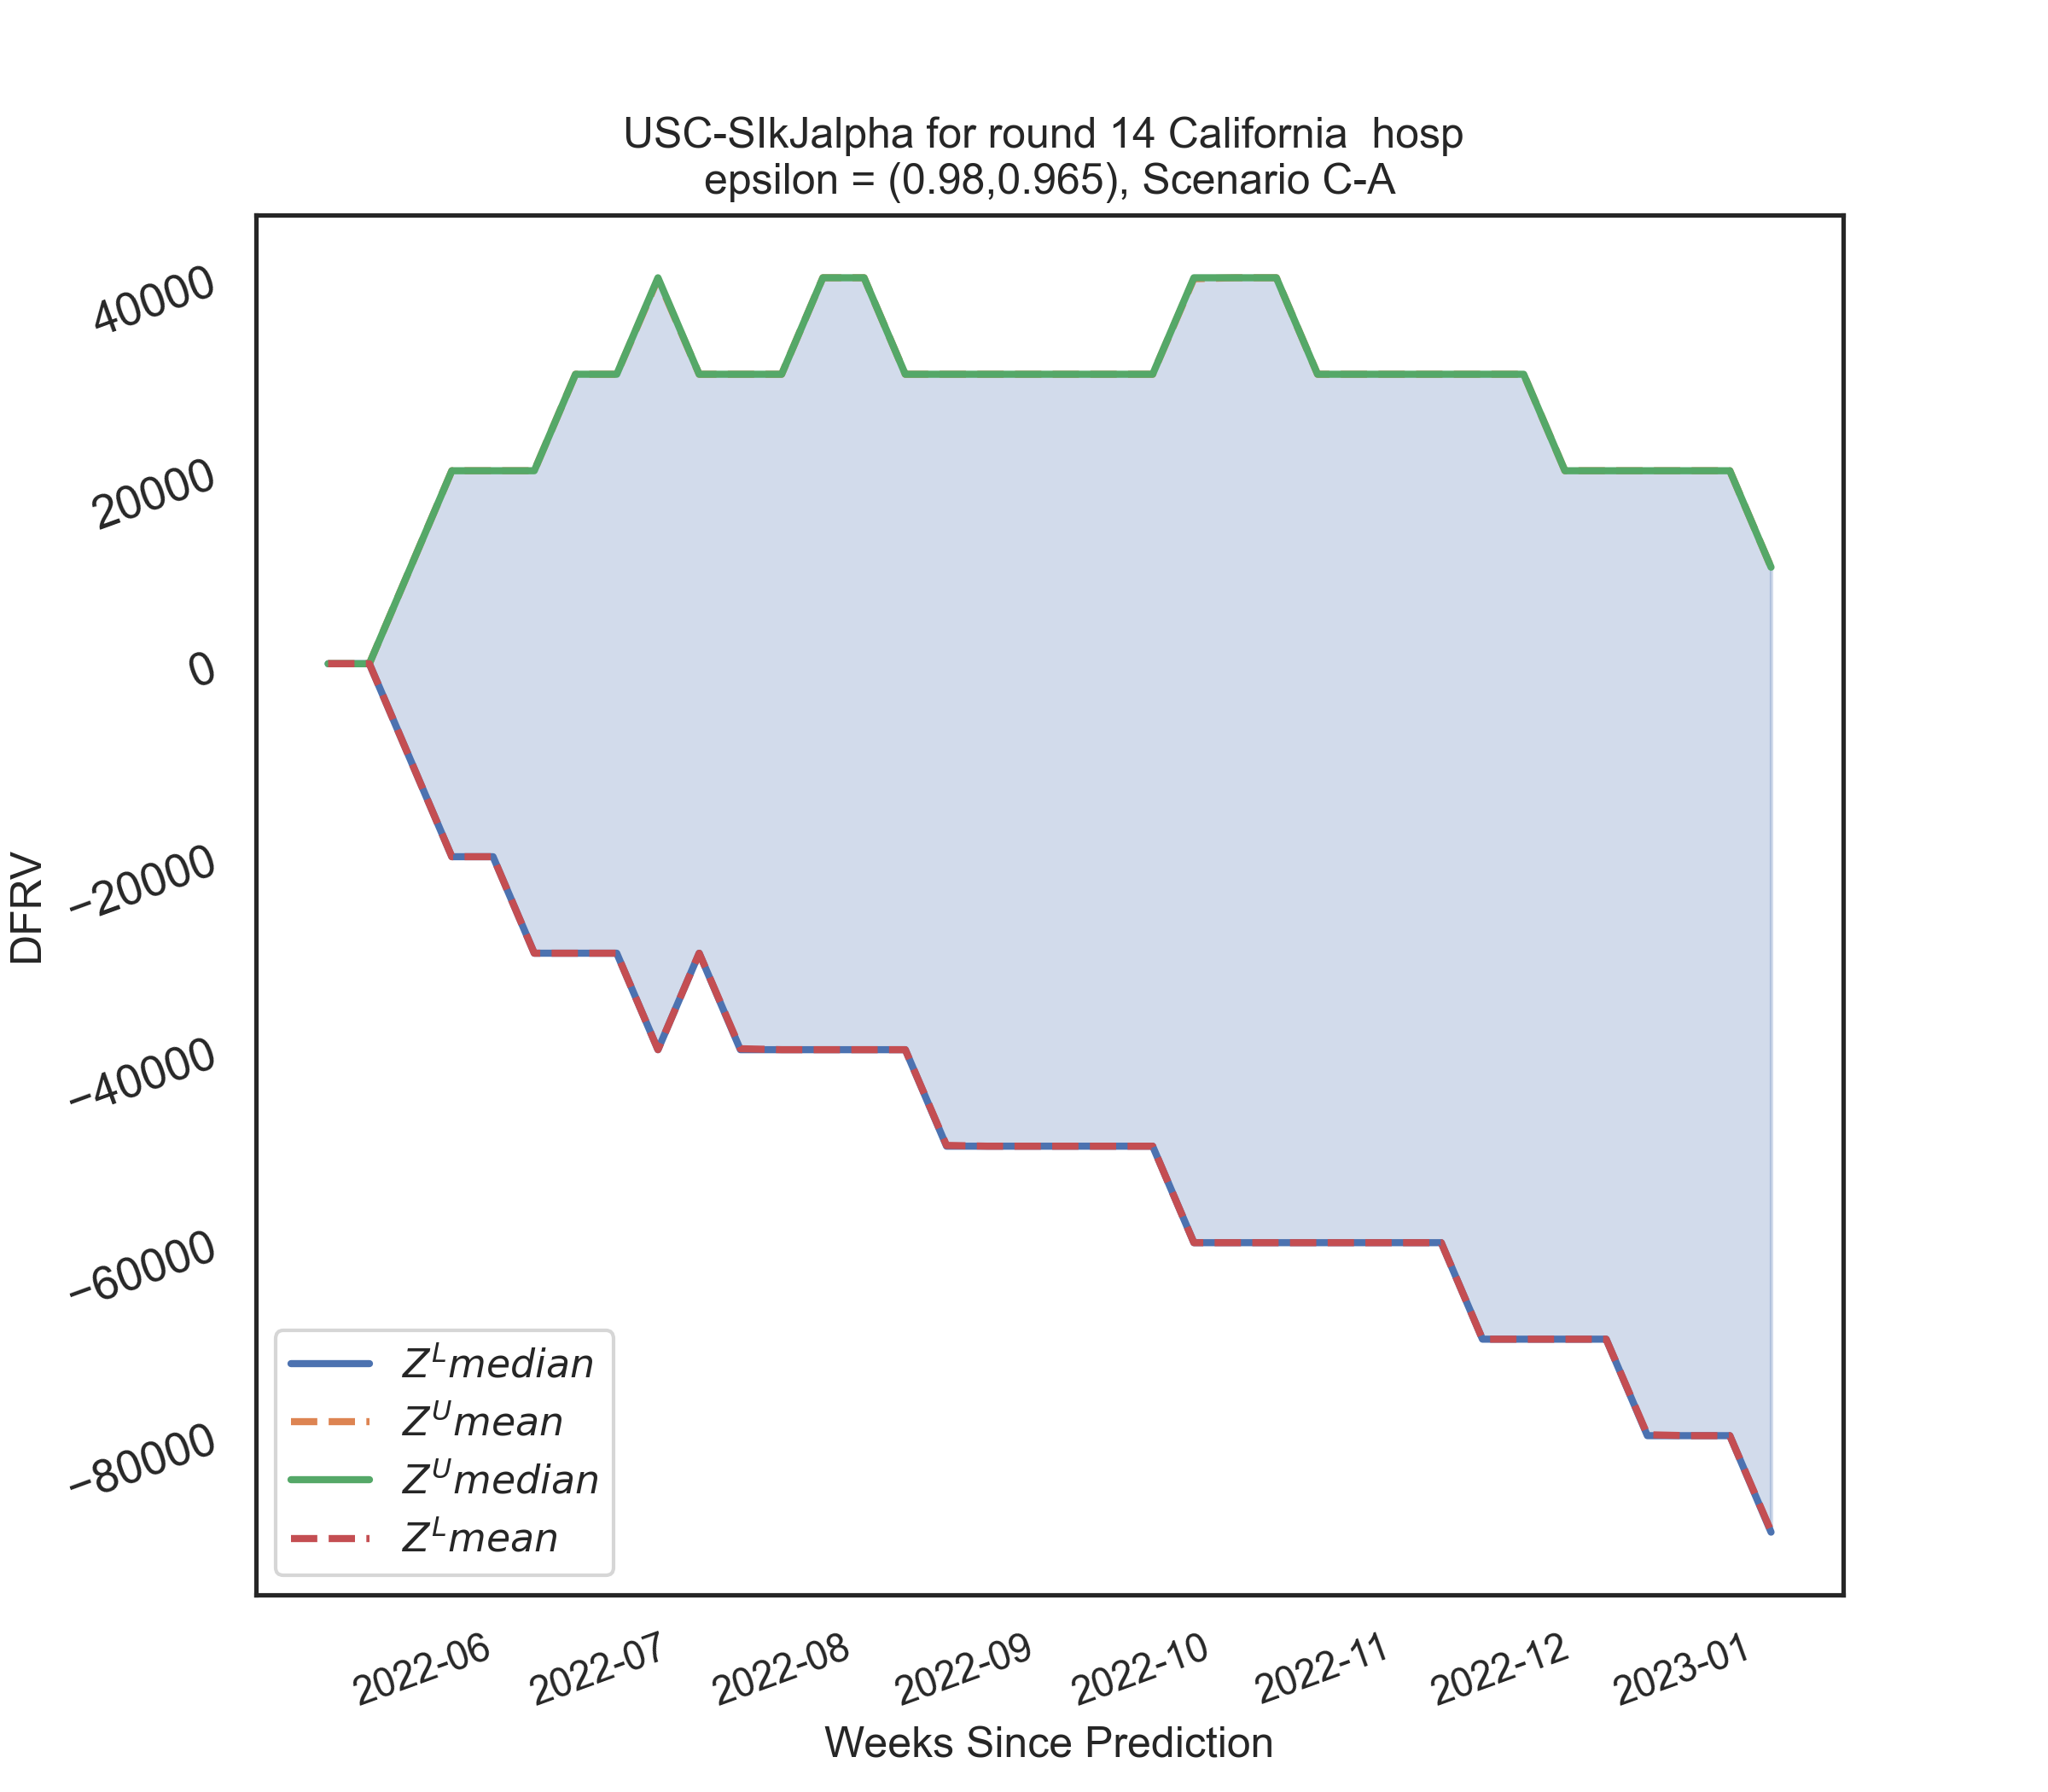 USC-SIkJalpha for round 14 California  hosp
epsilon = (0.98,0.965), Scenario C-A
40000
20000
0
−20000
−40000
−60000
−80000
DFRV
Z^L median
Z^U mean
Z^U median
Z^L mean
2022-06
2022-07
2022-08
2022-09
2022-10
2022-11
2022-12
2023-01
Weeks Since Prediction